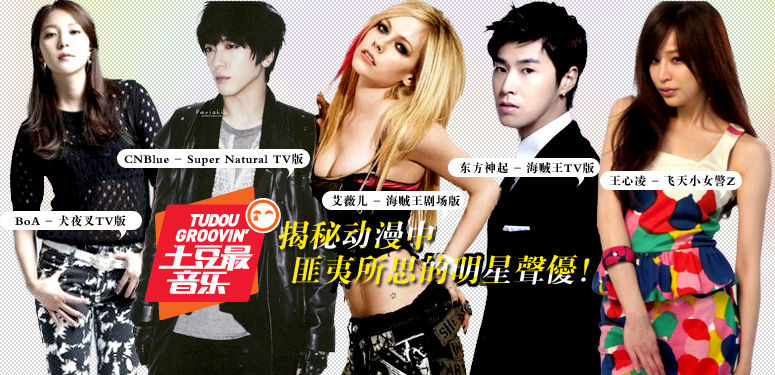 CNBlue - Super Natural TV版
东方神起 - 海贼王TV版
王心凌 - 飞天小女警Z
艾薇儿 - 海贼王剧场版
BoA - 犬夜叉TV版
TUDOU
GROOVIN'
土豆最
音乐
揭秘动漫中
匪夷所思的明星聲優！